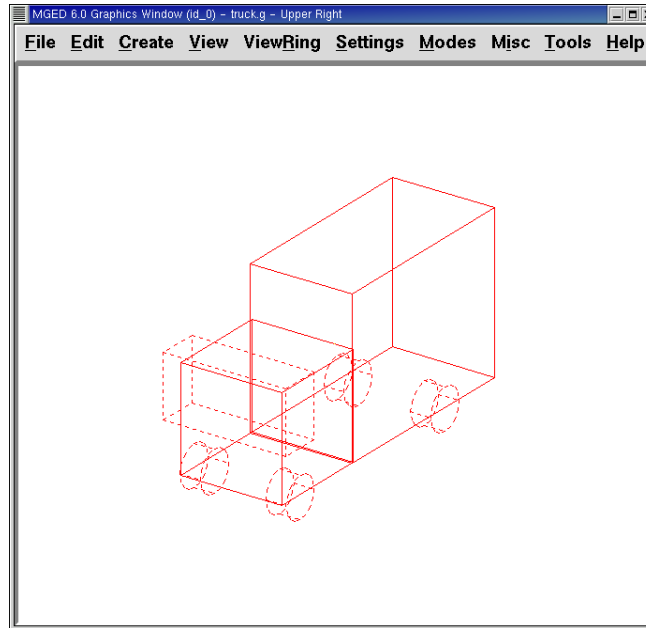 MGED 6.0 Graphics Window (id_0) - truck.g - Upper Right
File Edit Create View ViewRing Settings Modes Misc Tools Help